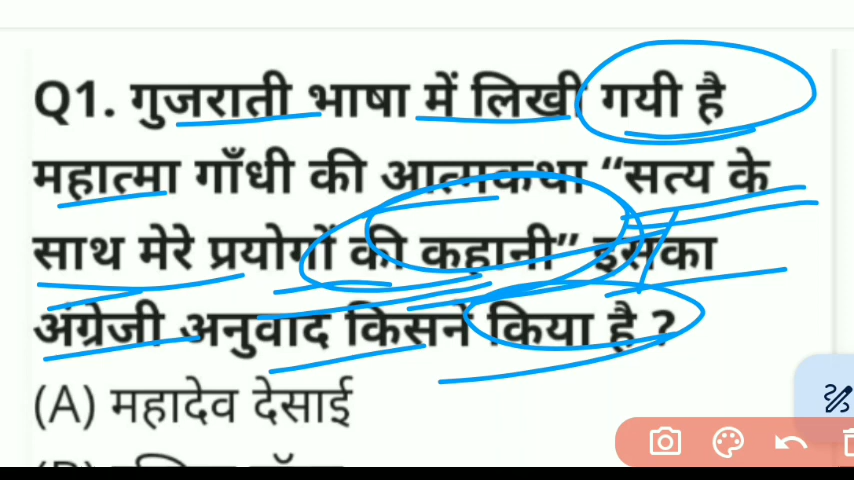 Q1. गुजराती भाषा में लिखी गयी है
महात्मा गाँधी की आत्मकथा “सत्य के
साथ मेरे प्रयोगों की कहानी” इसका
अंग्रेजी अनुवाद किसने किया है ?
(A) महादेव देसाई